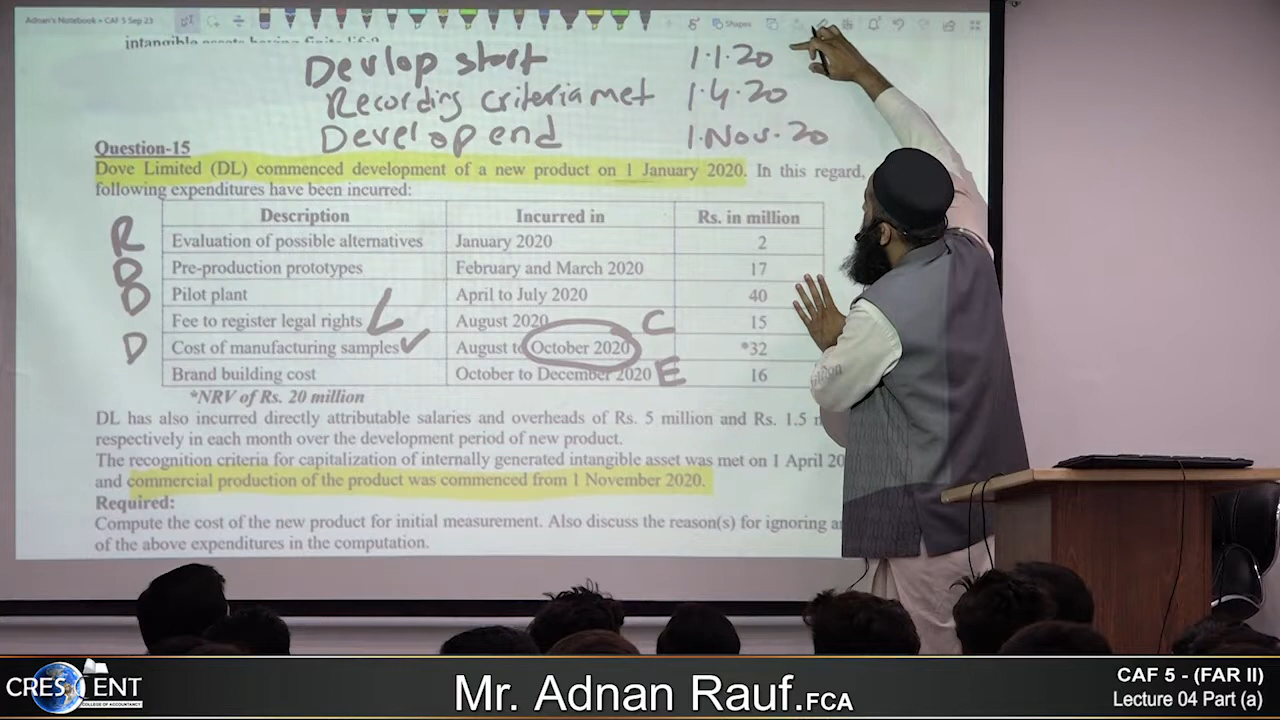 Adnan's Notebook > CAF 5 Sep 23
Shapes
intangible assets having finite life?
Devlop start 1.1.20
Recording criteria met 1.4.20
Develop end 1.Nov.20
Question-15
Dove Limited (DL) commenced development of a new product on 1 January 2020. In this regard,
following expenditures have been incurred:
Description Incurred in Rs. in million
R Evaluation of possible alternatives January 2020 2
D Pre-production prototypes February and March 2020 17
D Pilot plant April to July 2020 40
Fee to register legal rights L August 2020 C 15
D Cost of manufacturing samples ✓ August to October 2020 *32
Brand building cost October to December 2020 E 16
*NRV of Rs. 20 million
DL has also incurred directly attributable salaries and overheads of Rs. 5 million and Rs. 1.5
respectively in each month over the development period of new product.
The recognition criteria for capitalization of internally generated intangible asset was met on 1 April 20
and commercial production of the product was commenced from 1 November 2020.
Required:
Compute the cost of the new product for initial measurement. Also discuss the reason(s) for ignoring
of the above expenditures in the computation.
CRESCENT
COLLEGE OF ACCOUNTANCY
Mr. Adnan Rauf.FCA
CAF 5 - (FAR II)
Lecture 04 Part (a)